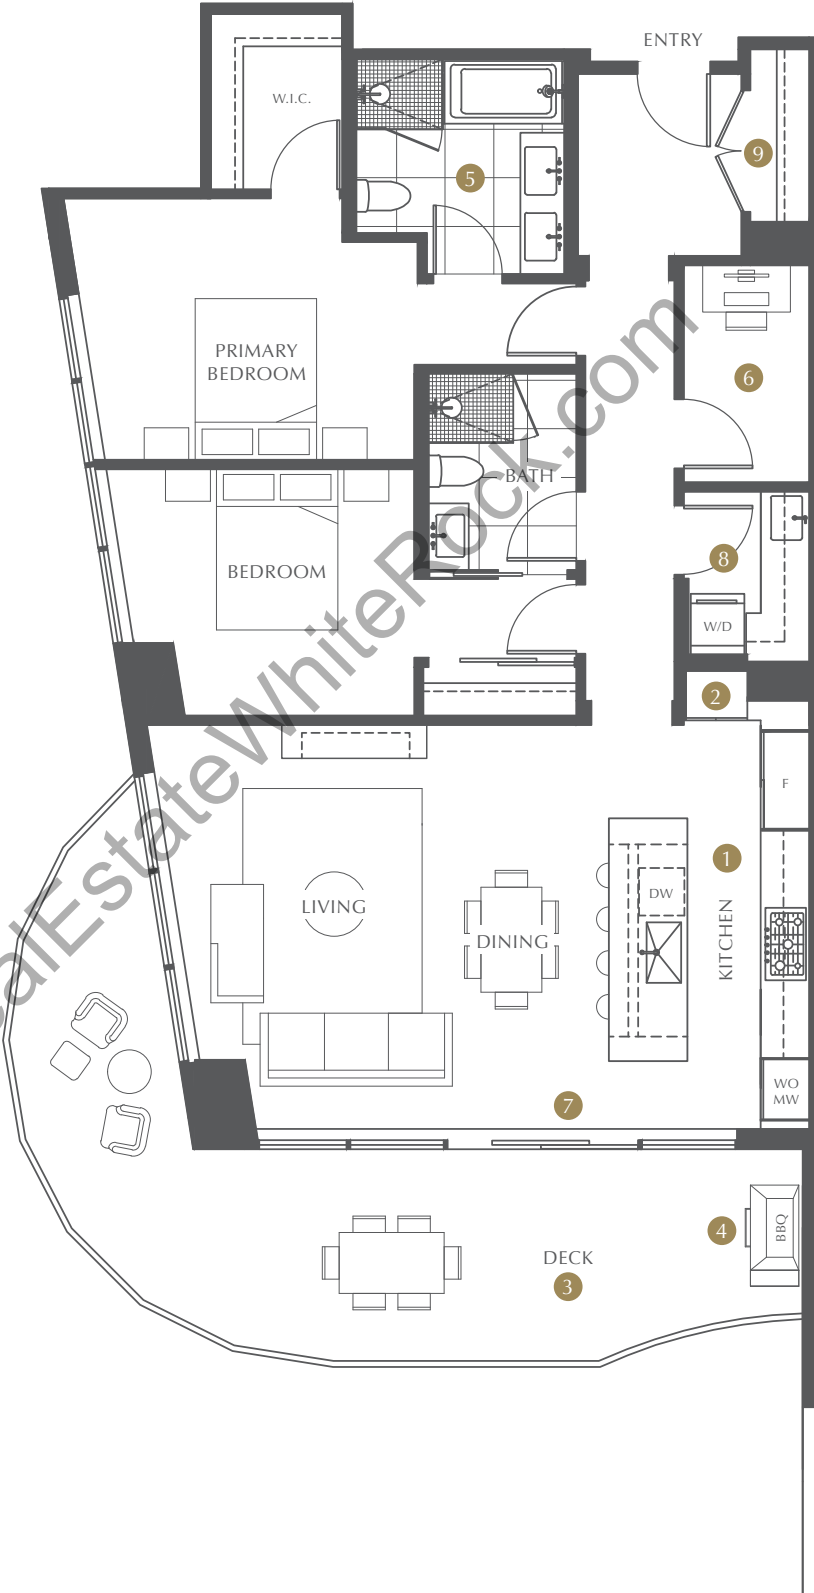 ENTRY
W.I.C.
9
5
PRIMARY
BEDROOM
6
BATH
8
BEDROOM
W/D
2
F
1
DW
LIVING
KITCHEN
DINING
WO
MW
7
4
BBQ
DECK
3
alEstateWhiteRock.com